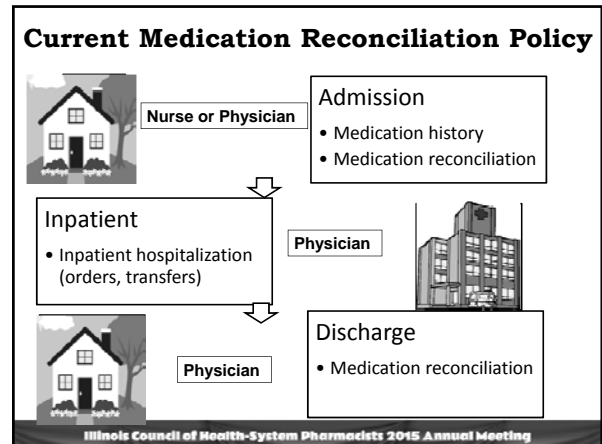 Current Medication Reconciliation Policy
Nurse or Physician
Admission
• Medication history
• Medication reconciliation
Inpatient
• Inpatient hospitalization
(orders, transfers)
Physician
Physician
Discharge
• Medication reconciliation
Illinois Council of Health-System Pharmacists 2015 Annual Meeting